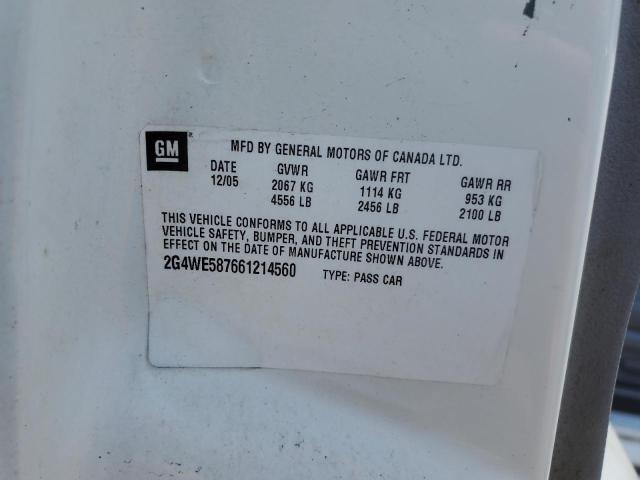 GM
MFD BY GENERAL MOTORS OF CANADA LTD.
DATE GVWR GAWR FRT GAWR RR
12/05 2067 KG 1114 KG 953 KG
4556 LB 2456 LB 2100 LB
THIS VEHICLE CONFORMS TO ALL APPLICABLE U.S. FEDERAL MOTOR
VEHICLE SAFETY, BUMPER, AND THEFT PREVENTION STANDARDS IN
EFFECT ON THE DATE OF MANUFACTURE SHOWN ABOVE.
2G4WE587661214560 TYPE: PASS CAR